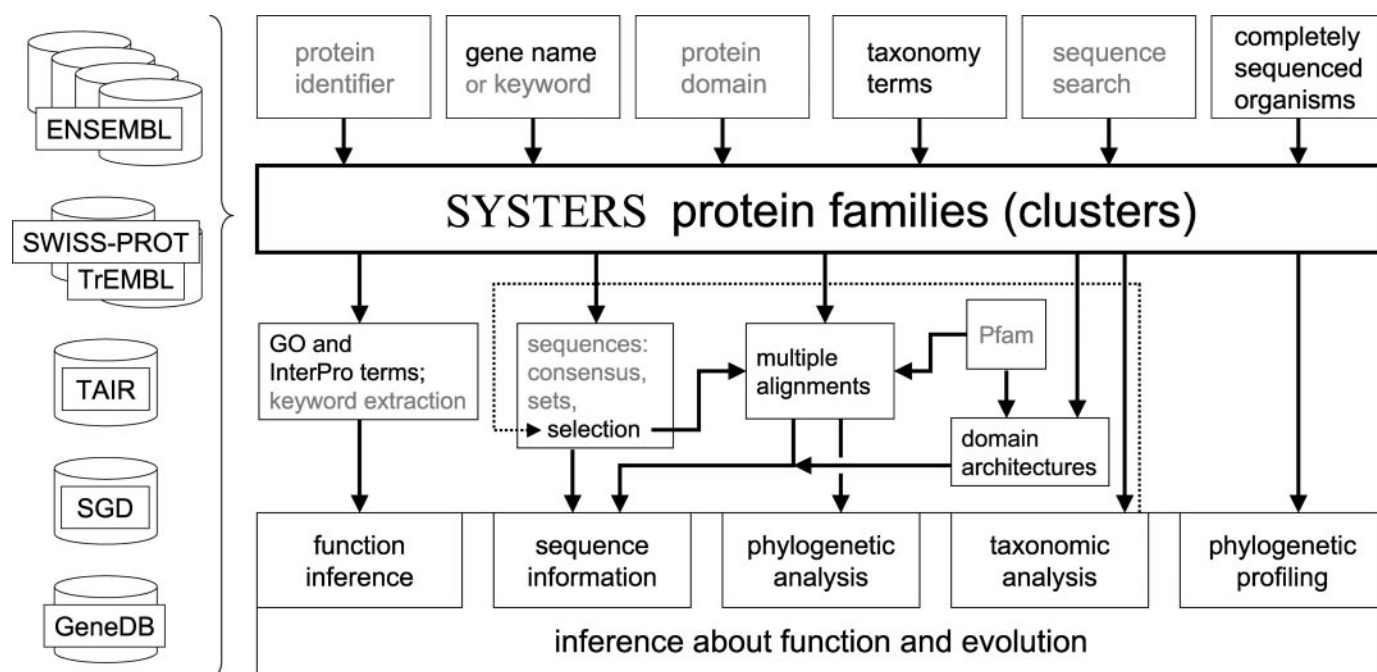 ENSEMBL
SWISS-PROT
TrEMBL
TAIR
SGD
GeneDB
protein
identifier
gene name
or keyword
protein
domain
taxonomy
terms
sequence
search
completely
sequenced
organisms
SYSTERS protein families (clusters)
GO and
InterPro terms;
keyword extraction
sequences:
consensus,
sets,
selection
multiple
alignments
Pfam
domain
architectures
function
inference
sequence
information
phylogenetic
analysis
taxonomic
analysis
phylogenetic
profiling
inference about function and evolution